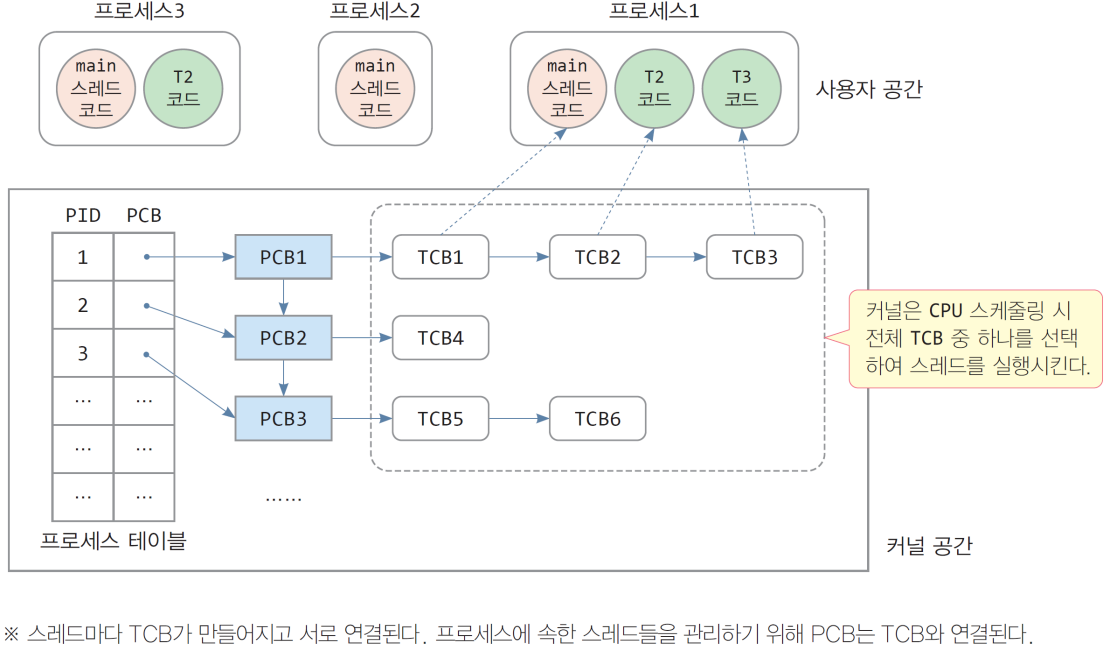 프로세스3
프로세스2
프로세스1
main
스레드
코드
T2
코드
main
스레드
코드
main
스레드
코드
T2
코드
T3
코드
사용자 공간
PID PCB
1
2
3
... ...
... ...
... ...
프로세스 테이블
PCB1
TCB1
TCB2
TCB3
PCB2
TCB4
PCB3
TCB5
TCB6
......
커널은 CPU 스케줄링 시
전체 TCB 중 하나를 선택
하여 스레드를 실행시킨다.
커널 공간
※ 스레드마다 TCB가 만들어지고 서로 연결된다. 프로세스에 속한 스레드들을 관리하기 위해 PCB는 TCB와 연결된다.